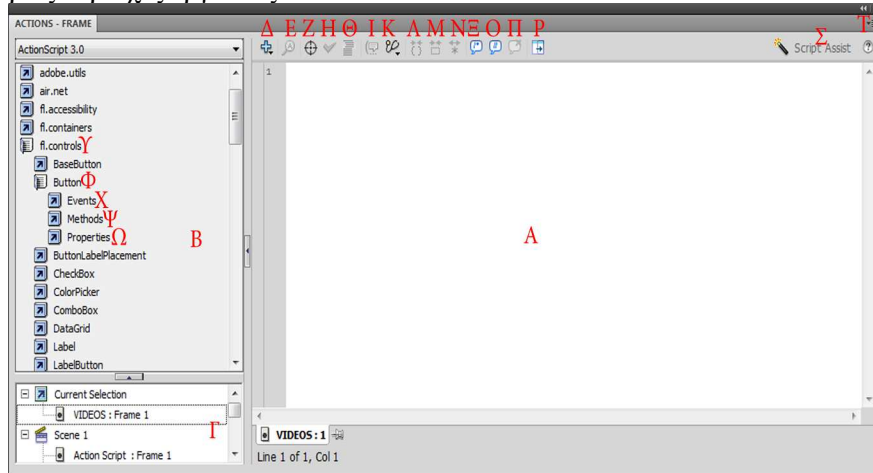 Δ Ε Ζ Η Θ Ι Κ Λ Μ Ν Ξ Ο Π Ρ Σ Τ
ACTIONS - FRAME
ActionScript 3.0
Script Assist
adobe.utils
1
air.net
fl.accessibility
fl.containers
fl.controls Υ
BaseButton
Button Φ
Events Χ
Methods Ψ
Properties Ω
Β
Α
ButtonLabelPlacement
CheckBox
ColorPicker
ComboBox
DataGrid
Label
LabelButton
Current Selection
VIDEOS : Frame 1
Γ
Scene 1
Action Script : Frame 1
VIDEOS : 1
Line 1 of 1, Col 1